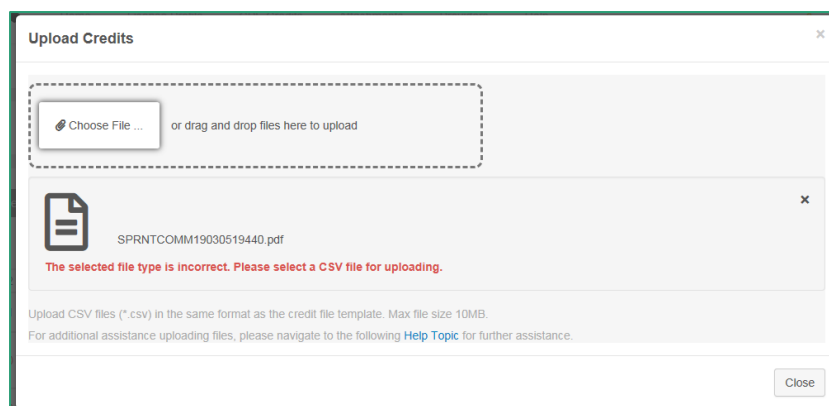 Upload Credits
×
Choose File ... or drag and drop files here to upload
×
SPRNTCOMM19030519440.pdf
The selected file type is incorrect. Please select a CSV file for uploading.
Upload CSV files (*.csv) in the same format as the credit file template. Max file size 10MB.
For additional assistance uploading files, please navigate to the following Help Topic for further assistance.
Close